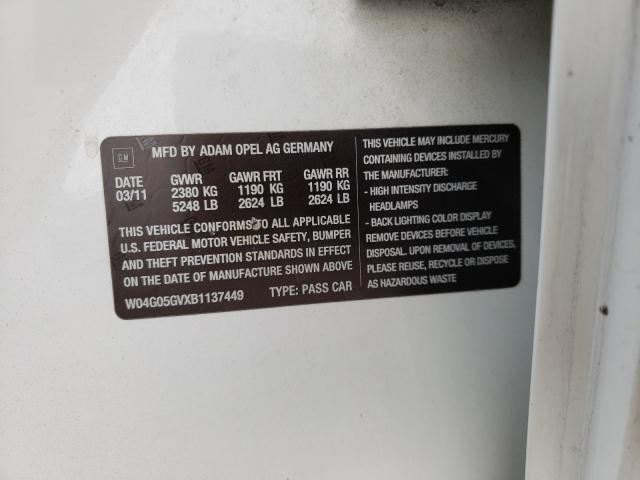 GM
MFD BY ADAM OPEL AG GERMANY
DATE GVWR GAWR FRT GAWR RR
03/11 2380 KG 1190 KG 1190 KG
5248 LB 2624 LB 2624 LB
THIS VEHICLE CONFORMS TO ALL APPLICABLE
U.S. FEDERAL MOTOR VEHICLE SAFETY, BUMPER
AND THEFT PREVENTION STANDARDS IN EFFECT
ON THE DATE OF MANUFACTURE SHOWN ABOVE
W04G05GVXB1137449 TYPE: PASS CAR
THIS VEHICLE MAY INCLUDE MERCURY
CONTAINING DEVICES INSTALLED BY
THE MANUFACTURER:
- HIGH INTENSITY DISCHARGE
HEADLAMPS
- BACK LIGHTING COLOR DISPLAY
REMOVE DEVICES BEFORE VEHICLE
DISPOSAL. UPON REMOVAL OF DEVICES,
PLEASE REUSE, RECYCLE OR DISPOSE
AS HAZARDOUS WASTE